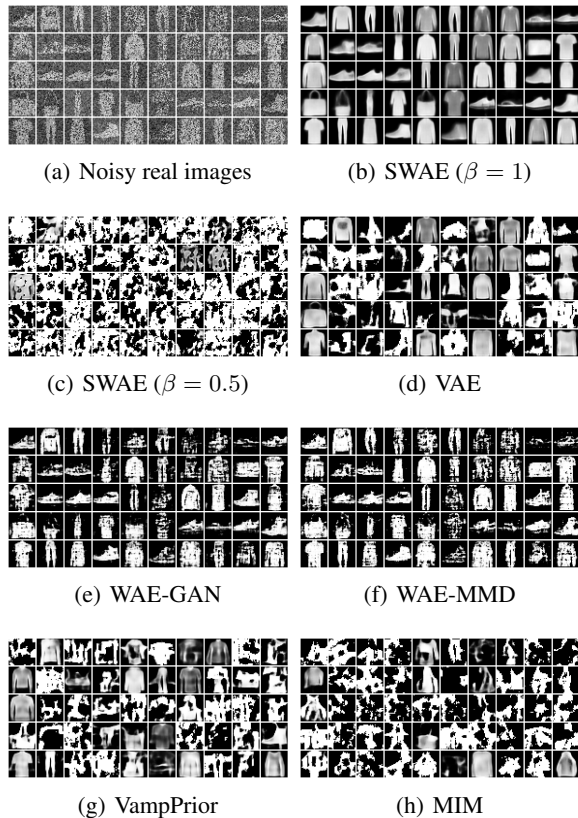 (a) Noisy real images
(b) SWAE (β = 1)
(c) SWAE (β = 0.5)
(d) VAE
(e) WAE-GAN
(f) WAE-MMD
(g) VampPrior
(h) MIM